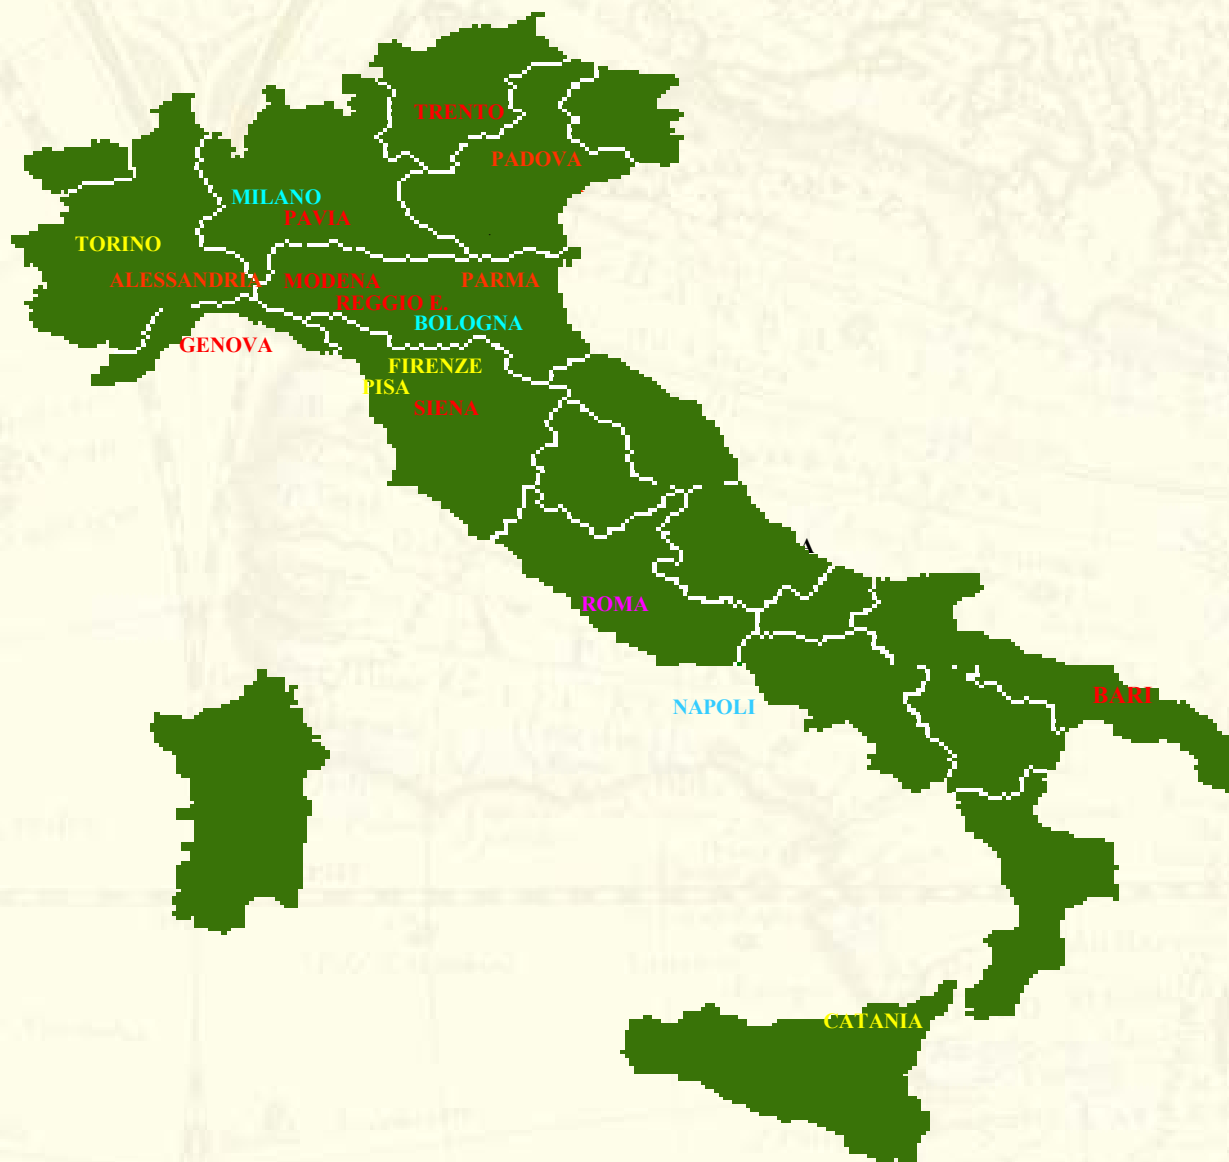 TRENTO
PADOVA
MILANO
PAVIA
TORINO
ALESSANDRIA
MODENA
PARMA
REGGIO E.
BOLOGNA
GENOVA
FIRENZE
PISA
SIENA
A
ROMA
BARI
NAPOLI
CATANIA